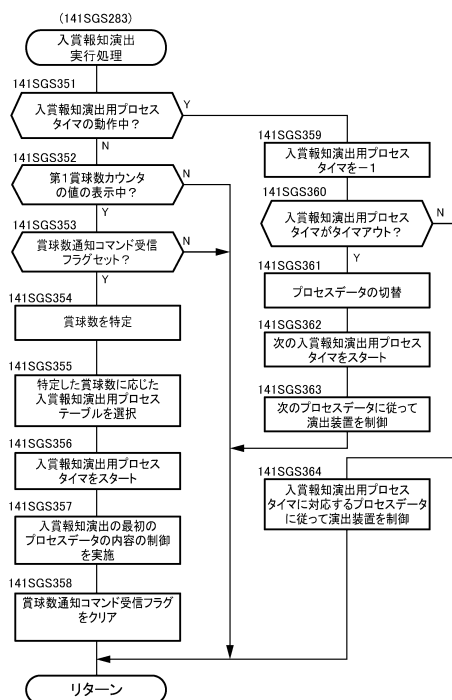 (141SGS283)
入賞報知演出
実行処理
141SGS351
入賞報知演出用プロセス
タイマの動作中？
Y
N
141SGS352
第1賞球数カウンタ
の値の表示中？
N
Y
141SGS353
賞球数通知コマンド受信
フラグセット？
N
Y
141SGS354
賞球数を特定
141SGS355
特定した賞球数に応じた
入賞報知演出用プロセス
テーブルを選択
141SGS356
入賞報知演出用プロセス
タイマをスタート
141SGS357
入賞報知演出の最初の
プロセスデータの内容の制御
を実施
141SGS358
賞球数通知コマンド受信フラグ
をクリア
リターン
141SGS359
入賞報知演出用プロセス
タイマを－1
141SGS360
入賞報知演出用プロセス
タイマがタイムアウト？
N
Y
141SGS361
プロセスデータの切替
141SGS362
次の入賞報知演出用プロセス
タイマをスタート
141SGS363
次のプロセスデータに従って
演出装置を制御
141SGS364
入賞報知演出用プロセス
タイマに対応するプロセスデータ
に従って演出装置を制御